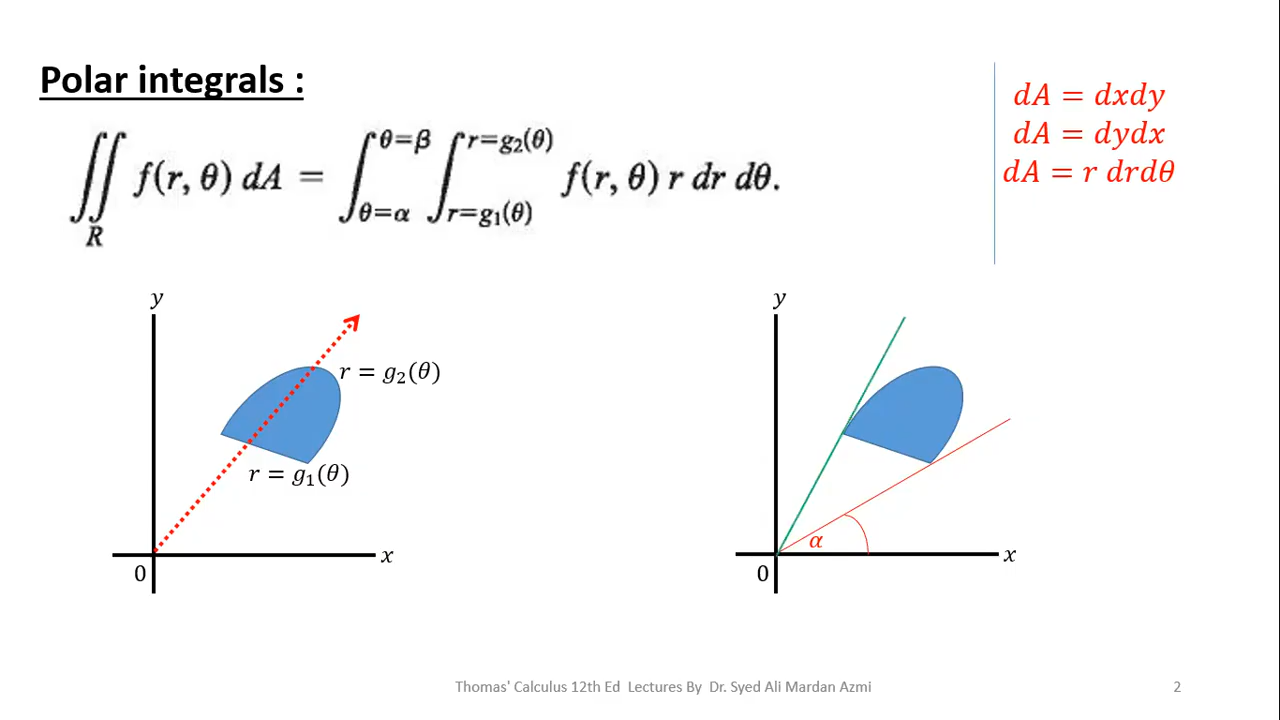 Polar integrals :
∬_R f(r, θ) dA = ∫_{θ=α}^{θ=β} ∫_{r=g₁(θ)}^{r=g₂(θ)} f(r, θ) r dr dθ.
dA = dxdy
dA = dydx
dA = r drdθ
y
r = g₂(θ)
r = g₁(θ)
x
0
y
α
x
0
Thomas' Calculus 12th Ed Lectures By Dr. Syed Ali Mardan Azmi
2